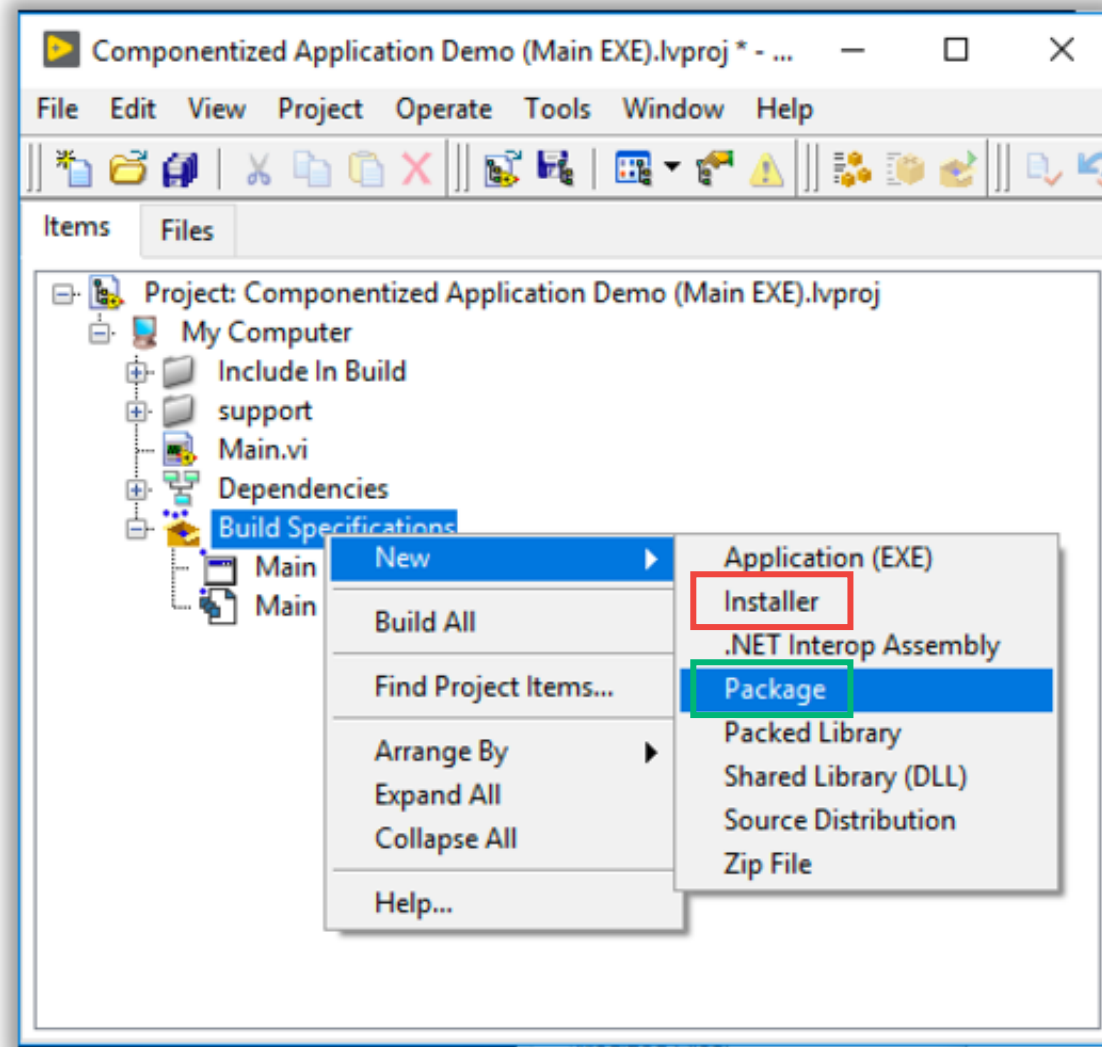 Componentized Application Demo (Main EXE).lvproj * - ...
File Edit View Project Operate Tools Window Help
Items Files
Project: Componentized Application Demo (Main EXE).lvproj
My Computer
Include In Build
support
Main.vi
Dependencies
Build Specifications
Main
Main
New
Build All
Find Project Items...
Arrange By
Expand All
Collapse All
Help...
Application (EXE)
Installer
.NET Interop Assembly
Package
Packed Library
Shared Library (DLL)
Source Distribution
Zip File